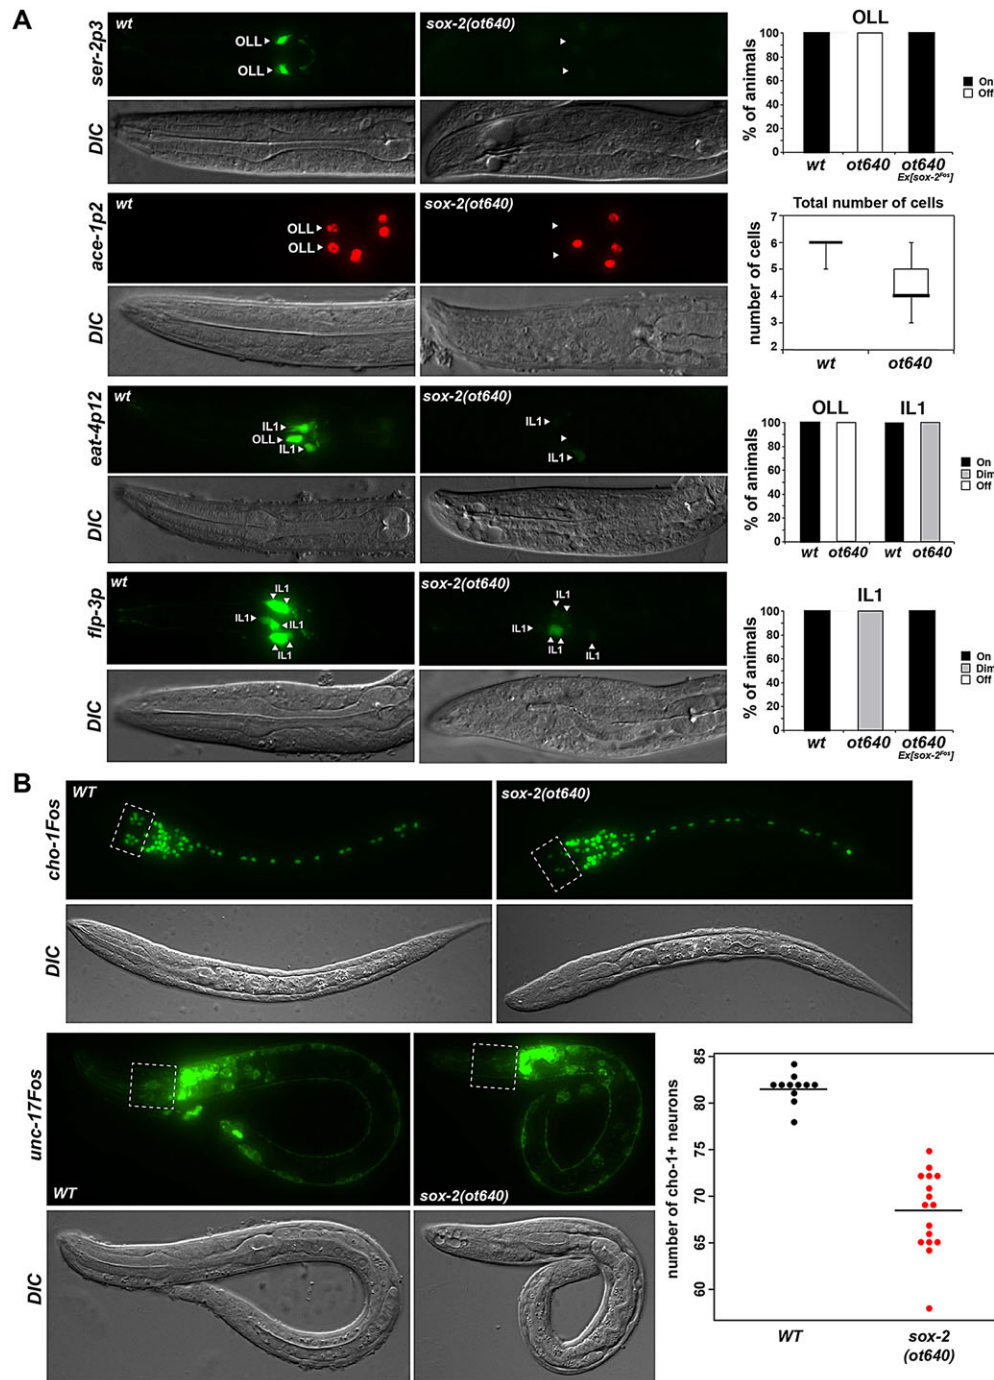 A
ser-2p3
wt
OLL
OLL
sox-2(ot640)
DIC
OLL
% of animals
100
80
60
40
20
0
wt
ot640
ot640
Ex[sox-2Fos]
On
Off
ace-1p2
wt
OLL
OLL
sox-2(ot640)
DIC
Total number of cells
number of cells
7
6
5
4
3
2
wt
ot640
eat-4p12
wt
IL1
OLL
IL1
sox-2(ot640)
IL1
IL1
DIC
OLL
IL1
% of animals
100
80
60
40
20
0
wt
ot640
wt
ot640
On
Dim
Off
flp-3p
wt
IL1
IL1
IL1
IL1
IL1
sox-2(ot640)
IL1
IL1
IL1
IL1
DIC
IL1
% of animals
100
80
60
40
20
0
wt
ot640
ot640
Ex[sox-2Fos]
On
Dim
Off
B
cho-1Fos
WT
sox-2(ot640)
DIC
unc-17Fos
WT
sox-2(ot640)
DIC
number of cho-1+ neurons
85
80
75
70
65
60
WT
sox-2
(ot640)